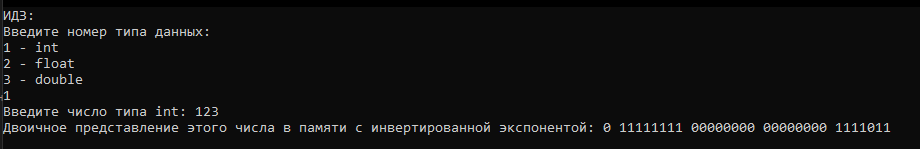 ИДЗ:
Введите номер типа данных:
1 - int
2 - float
3 - double
1
Введите число типа int: 123
Двоичное представление этого числа в памяти с инвертированной экспонентой: 0 11111111 00000000 00000000 1111011